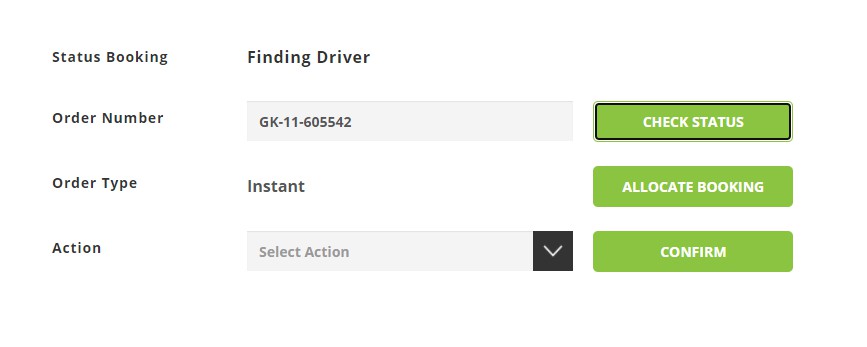 Status Booking Finding Driver
Order Number GK-11-605542 CHECK STATUS
Order Type Instant ALLOCATE BOOKING
Action Select Action CONFIRM